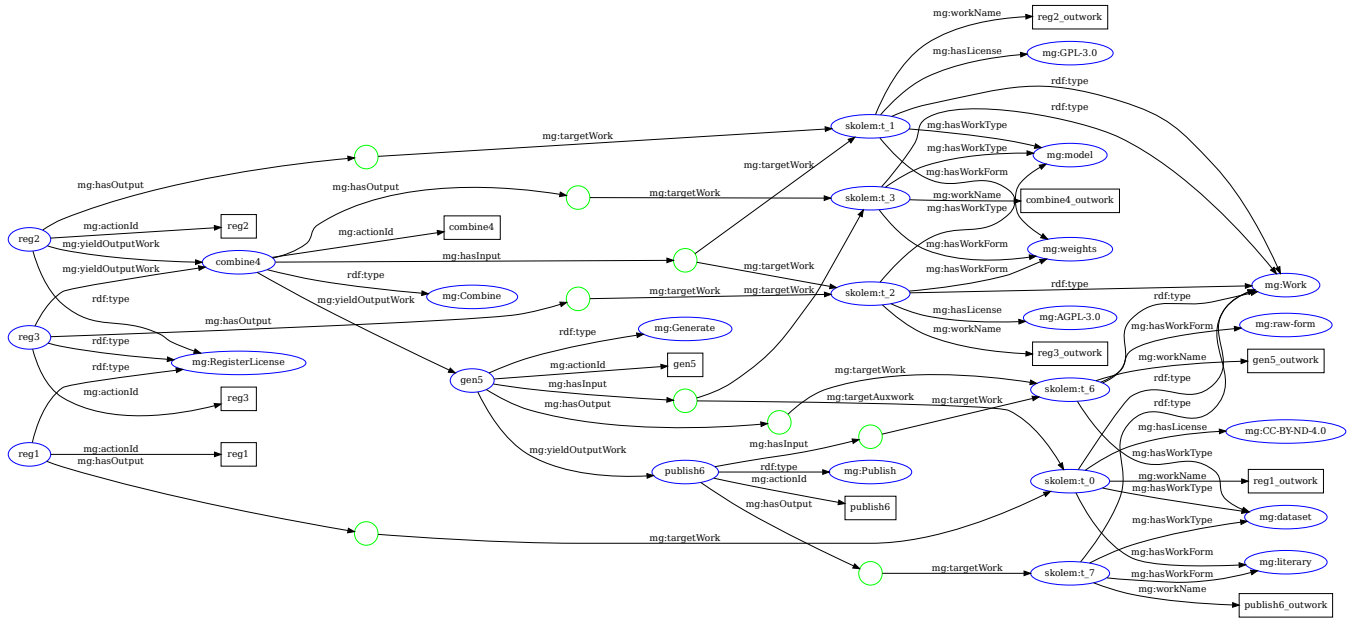 mg:workName
reg2_outwork
mg:hasLicense
mg:GPL-3.0
rdf:type
rdf:type
skolem:t_1
mg:hasWorkType
mg:targetWork
mg:hasWorkType
mg:model
mg:targetWork
mg:hasWorkForm
mg:hasOutput
mg:hasOutput
mg:targetWork
skolem:t_3
mg:workName
combine4_outwork
mg:hasWorkType
mg:actionId
reg2
mg:actionId
combine4
reg2
mg:yieldOutputWork
mg:hasWorkForm
mg:weights
combine4
mg:hasInput
mg:targetWork
mg:yieldOutputWork
mg:hasWorkForm
rdf:type
mg:Combine
mg:targetWork
mg:targetWork
skolem:t_2
rdf:type
mg:Work
rdf:type
mg:yieldOutputWork
rdf:type
mg:hasLicense
mg:AGPL-3.0
mg:hasOutput
rdf:type
mg:Generate
mg:workName
mg:hasWorkForm
mg:raw-form
reg3
rdf:type
mg:RegisterLicense
reg3_outwork
mg:workName
gen5_outwork
rdf:type
mg:actionId
gen5
mg:targetWork
gen5
mg:hasInput
rdf:type
skolem:t_6
mg:actionId
reg3
mg:hasOutput
mg:targetAuxwork
mg:targetWork
rdf:type
mg:hasLicense
mg:CC-BY-ND-4.0
mg:hasInput
reg1
mg:actionId
reg1
mg:yieldOutputWork
mg:hasWorkType
mg:hasOutput
publish6
rdf:type
mg:Publish
mg:actionId
skolem:t_0
mg:workName
reg1_outwork
mg:hasWorkType
mg:hasOutput
publish6
mg:dataset
mg:hasWorkType
mg:targetWork
mg:hasWorkForm
mg:literary
mg:targetWork
skolem:t_7
mg:hasWorkForm
mg:workName
publish6_outwork